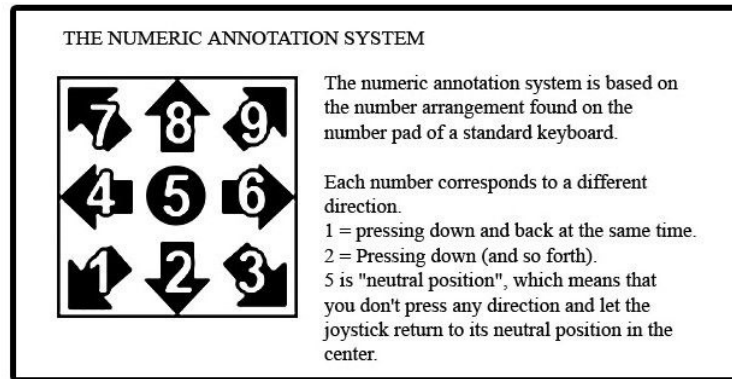 THE NUMERIC ANNOTATION SYSTEM
7 8 9
4 5 6
1 2 3
The numeric annotation system is based on
the number arrangement found on the
number pad of a standard keyboard.
Each number corresponds to a different
direction.
1 = pressing down and back at the same time.
2 = Pressing down (and so forth).
5 is "neutral position", which means that
you don't press any direction and let the
joystick return to its neutral position in the
center.